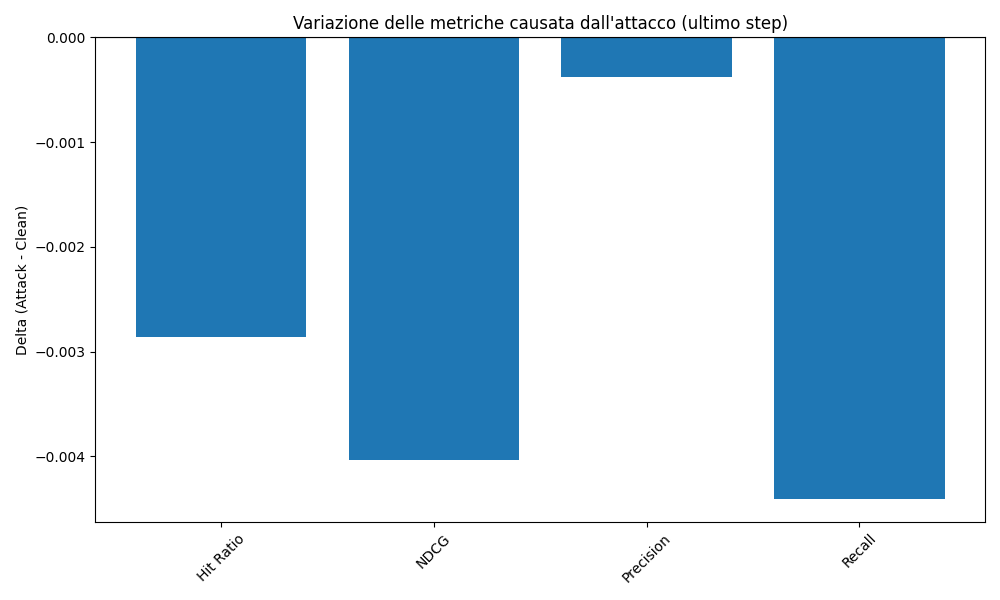 Variazione delle metriche causata dall'attacco (ultimo step)
Delta (Attack - Clean)
0.000
−0.001
−0.002
−0.003
−0.004
Hit Ratio
NDCG
Precision
Recall